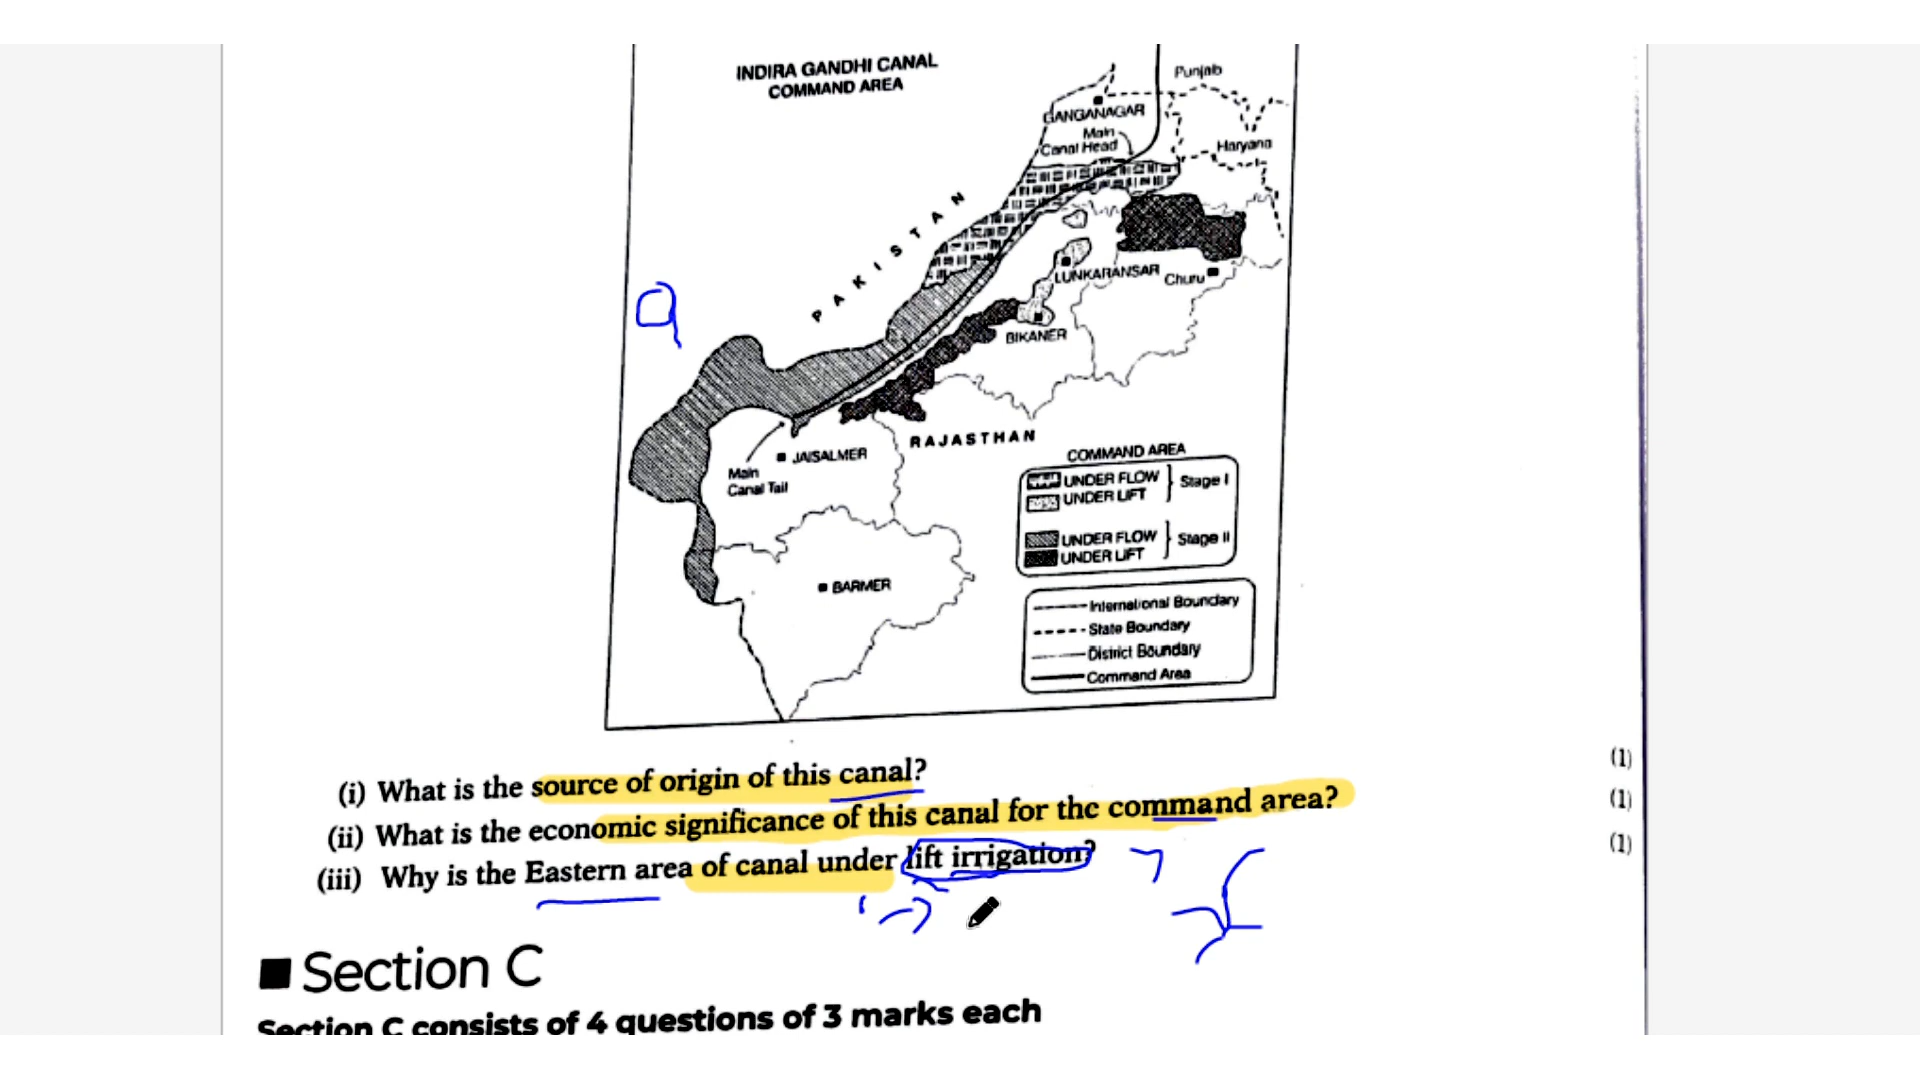 INDIRA GANDHI CANAL
COMMAND AREA
Punjab
GANGANAGAR
Main
Canal Head
Haryana
PAKISTAN
LUNKARANSAR
Churu
BIKANER
RAJASTHAN
JAISALMER
Main
Canal Tail
BARMER
COMMAND AREA
UNDER FLOW
UNDER LIFT
Stage I
UNDER FLOW
UNDER LIFT
Stage II
International Boundary
State Boundary
District Boundary
Command Area
(i) What is the source of origin of this canal? (1)
(ii) What is the economic significance of this canal for the command area? (1)
(iii) Why is the Eastern area of canal under lift irrigation? (1)
Section C
Section C consists of 4 questions of 3 marks each